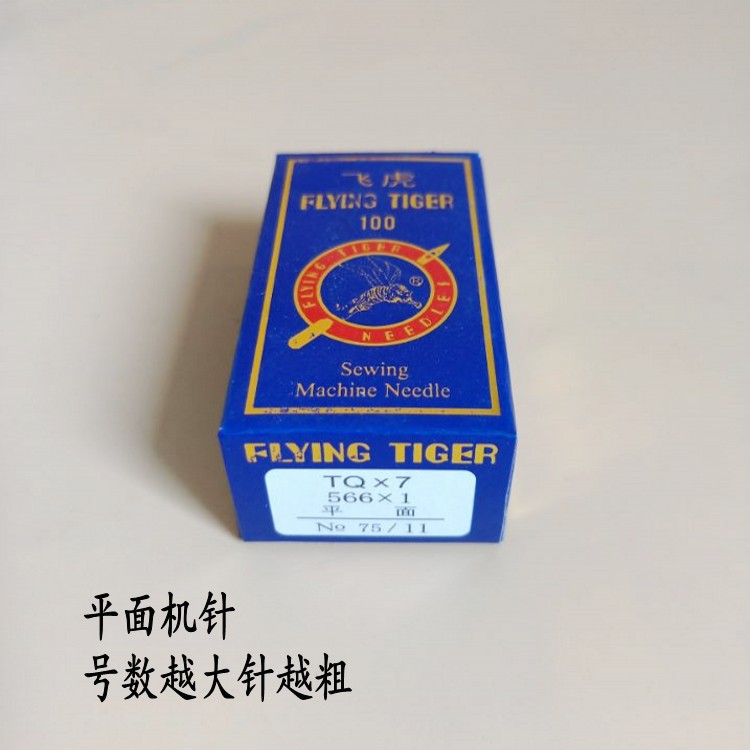 飞虎
FLYING TIGER
100
FLYING TIGER
NEEDLES
®
Sewing
Machine Needle
FLYING TIGER
TQ×7
566×1
平 面
No 75/11
平面机针
号数越大针越粗